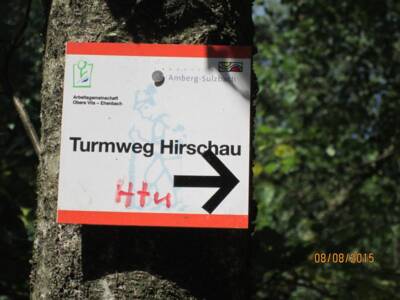 Amberg-Sulzbach
Arbeitsgemeinschaft
Obere Vils - Ehenbach
Turmweg Hirschau
Htu
08/08/2015